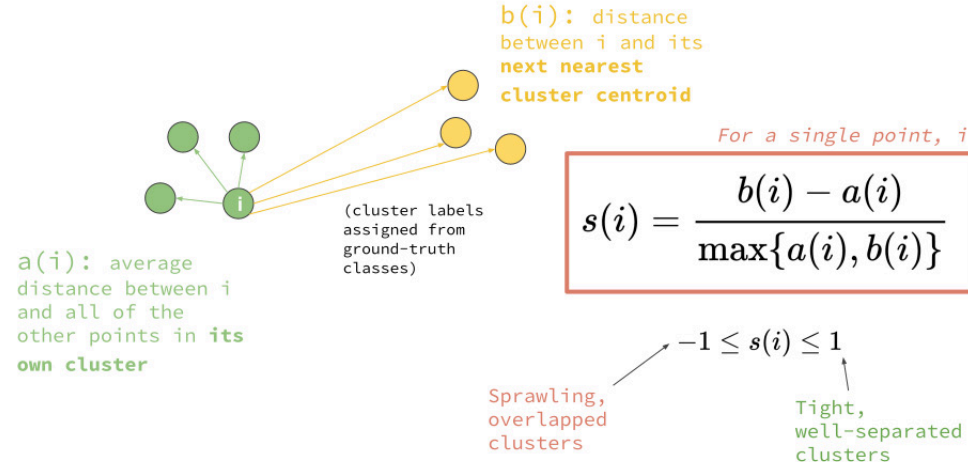 b(i): distance
between i and its
next nearest
cluster centroid
For a single point, i
i
(cluster labels
assigned from
ground-truth
classes)
s(i) = \frac{b(i) - a(i)}{\max\{a(i), b(i)\}}
a(i): average
distance between i
and all of the
other points in its
own cluster
−1 ≤ s(i) ≤ 1
Sprawling,
overlapped
clusters
Tight,
well-separated
clusters